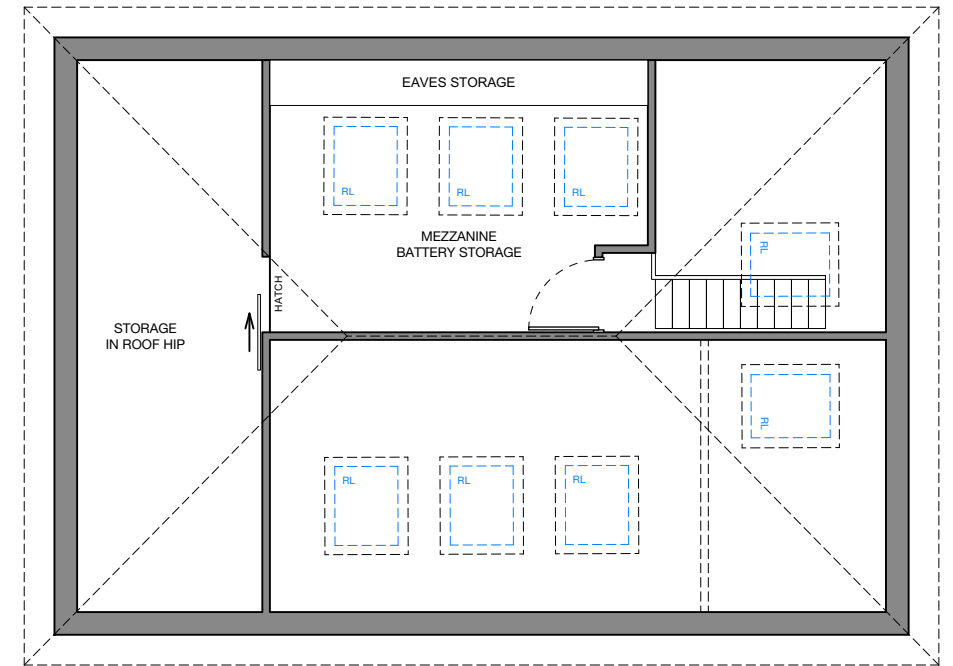 EAVES STORAGE
RL
RL
RL
MEZZANINE
BATTERY STORAGE
RL
HATCH
STORAGE
IN ROOF HIP
RL
RL
RL
RL